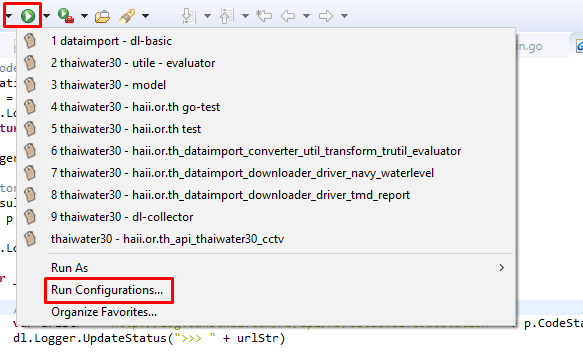 ain.go
1 dataimport - dl-basic
2 thaiwater30 - utile - evaluator
3 thaiwater30 - model
4 thaiwater30 - haii.or.th go-test
5 thaiwater30 - haii.or.th test
6 thaiwater30 - haii.or.th_dataimport_converter_util_transform_trutil_evaluator
7 thaiwater30 - haii.or.th_dataimport_downloader_driver_navy_waterlevel
8 thaiwater30 - haii.or.th_dataimport_downloader_driver_tmd_report
9 thaiwater30 - dl-collector
thaiwater30 - haii.or.th_api_thaiwater30_cctv
Run As
Run Configurations...
Organize Favorites...
p.CodeSta
dl.Logger.UpdateStatus(">>> " + urlStr)